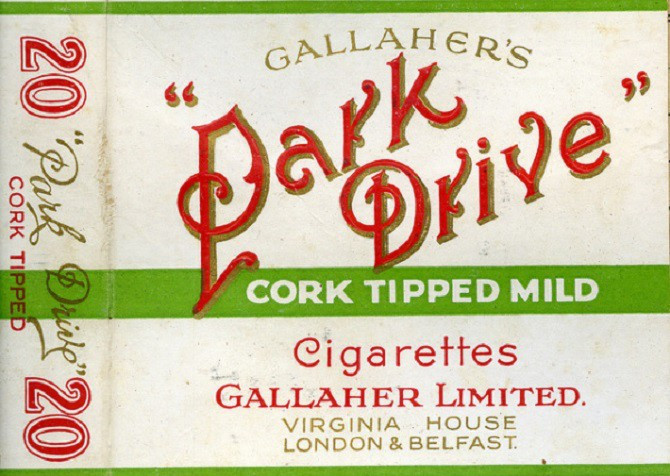 20
"Park Drive"
CORK TIPPED
20
GALLAHER'S
"Park
Drive"
CORK TIPPED MILD
Cigarettes
GALLAHER LIMITED.
VIRGINIA HOUSE
LONDON & BELFAST.